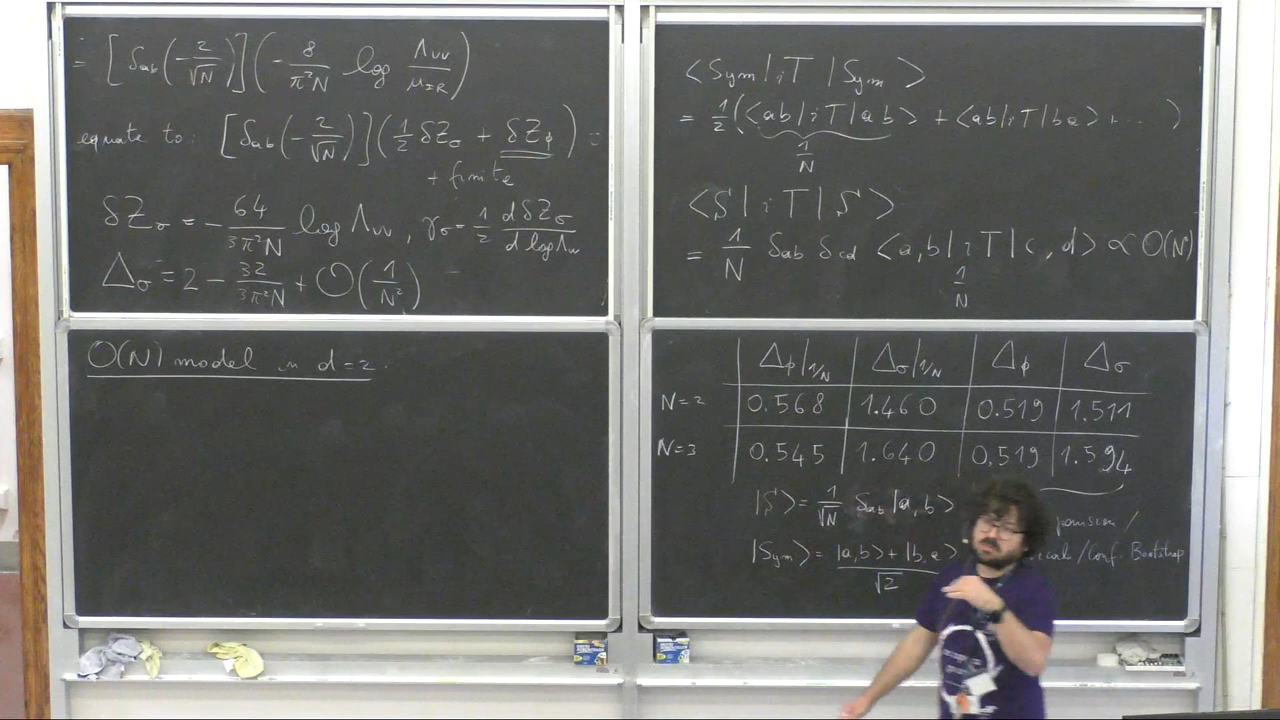 = [δab(-2/√N)](-8/π²N log Λuv/μIR)
equate to: [δab(-2/√N)](1/2 δZσ + δZφ) =
+ finite
δZσ = -64/3π²N log Λuv, γσ = 1/2 dδZσ/d log Λuv
Δσ = 2 - 32/3π²N + O(1/N²)
O(N) model in d=2.
<Sym|iT|Sym>
= 1/2(<ab|iT|ab> + <ab|iT|ba> + ...)
1/N
<S|iT|S>
= 1/N δab δcd <a,b|iT|c,d> ∝ O(N⁰)
1/N
Δφ|1/N Δσ|1/N Δφ Δσ
N=2 0.568 1.460 0.519 1.511
N=3 0.545 1.640 0.519 1.594
|S> = 1/√N δab|a,b>
|Sym> = |a,b>+|b,a>/√2 /Conf. Bootstrap